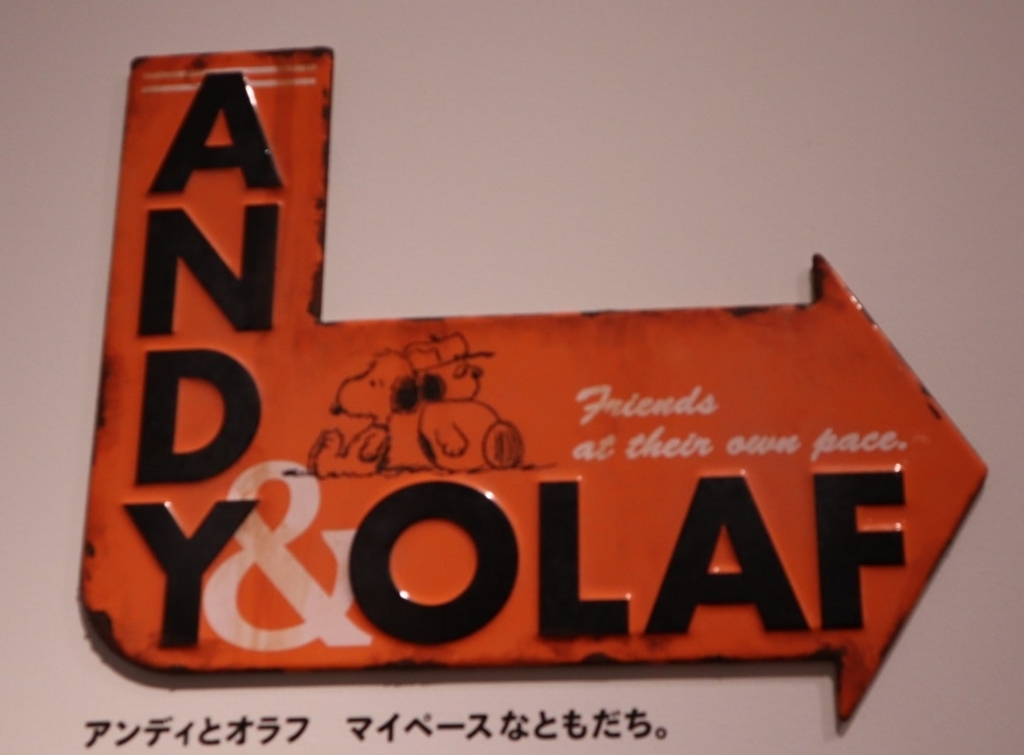 ANDY
& OLAF
Friends
at their own pace.
アンディとオラフ　マイペースなともだち。